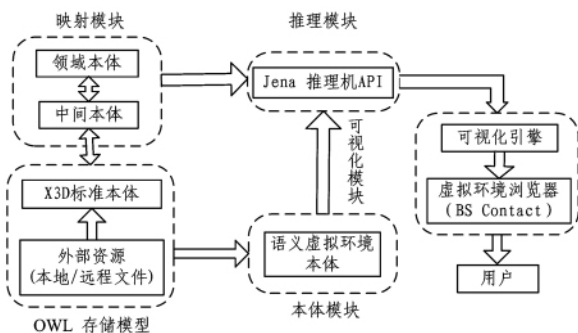 映射模块
推理模块
领域本体
中间本体
Jena 推理机API
可视化模块
可视化引擎
虚拟环境浏览器
(BS Contact)
用户
X3D标准本体
外部资源
(本地/远程文件)
OWL 存储模型
语义虚拟环境
本体
本体模块